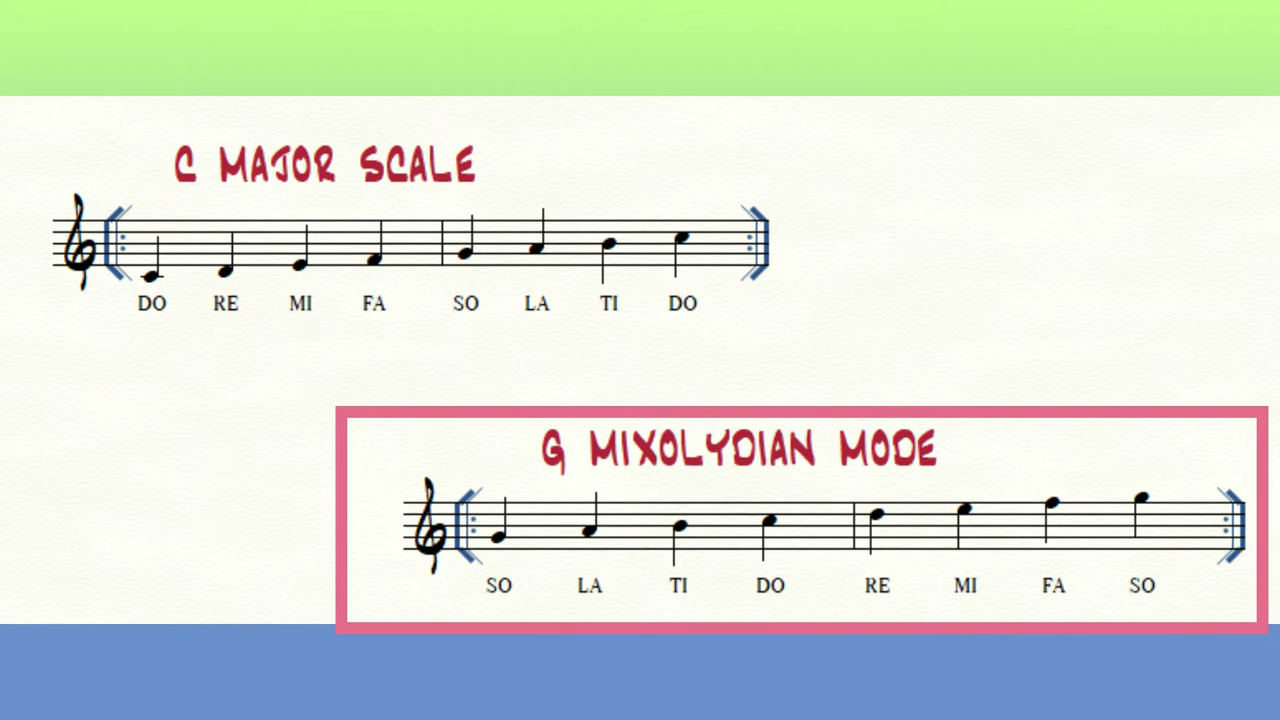 C MAJOR SCALE
DO RE MI FA SO LA TI DO
G MIXOLYDIAN MODE
SO LA TI DO RE MI FA SO